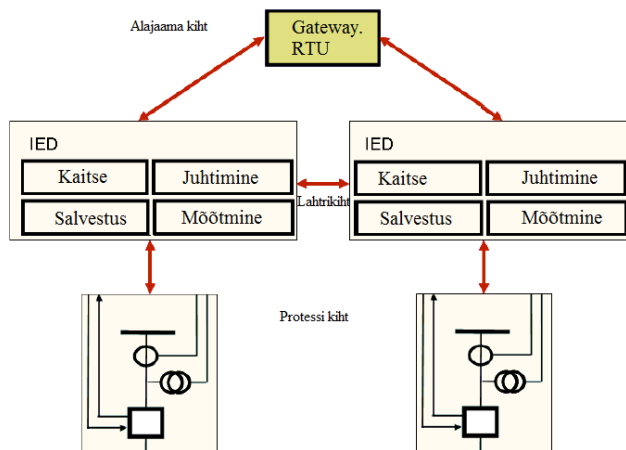 Alajaama kiht
Gateway.
RTU
IED
Kaitse
Juhtimine
Salvestus
Mõõtmine
Lahtrikiht
IED
Kaitse
Juhtimine
Salvestus
Mõõtmine
Protessi kiht